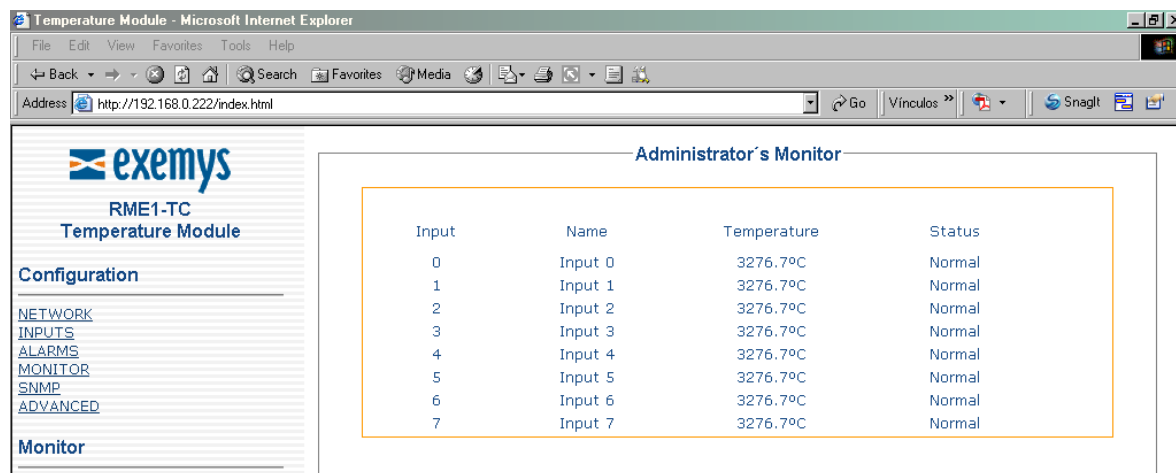 Temperature Module - Microsoft Internet Explorer
File Edit View Favorites Tools Help
Back Search Favorites Media
Address http://192.168.0.222/index.html Go Vínculos » SnagIt
exemys
RME1-TC
Temperature Module
Configuration
NETWORK
INPUTS
ALARMS
MONITOR
SNMP
ADVANCED
Monitor
Administrator´s Monitor
Input Name Temperature Status
0 Input 0 3276.7ºC Normal
1 Input 1 3276.7ºC Normal
2 Input 2 3276.7ºC Normal
3 Input 3 3276.7ºC Normal
4 Input 4 3276.7ºC Normal
5 Input 5 3276.7ºC Normal
6 Input 6 3276.7ºC Normal
7 Input 7 3276.7ºC Normal